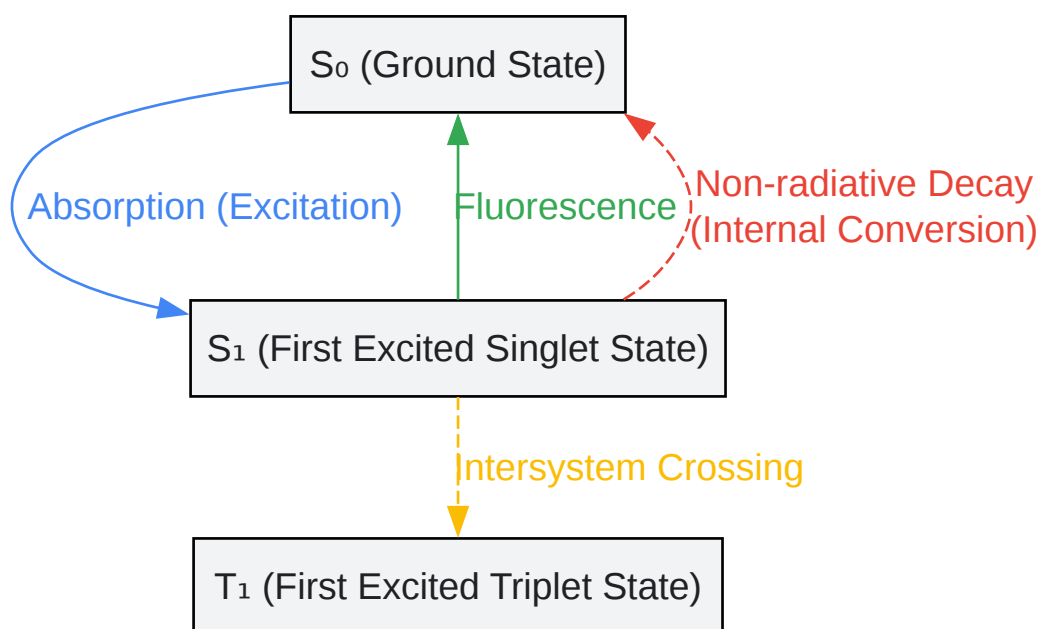 S₀ (Ground State)
Absorption (Excitation)
Fluorescence
Non-radiative Decay
(Internal Conversion)
S₁ (First Excited Singlet State)
Intersystem Crossing
T₁ (First Excited Triplet State)